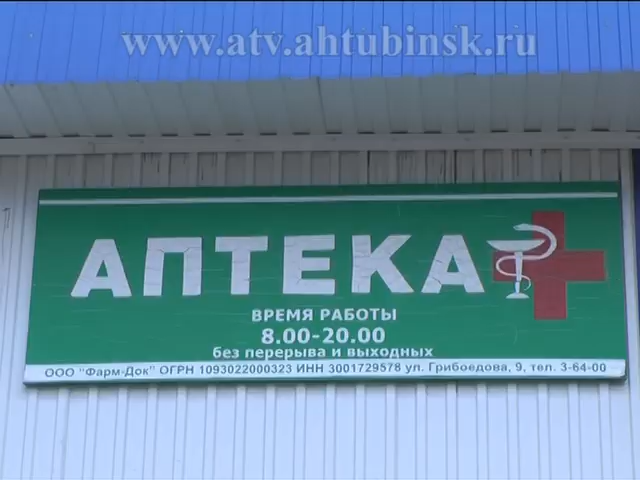 www.atv.ahtubinsk.ru
АПТЕКА
ВРЕМЯ РАБОТЫ
8.00-20.00
без перерыва и выходных
ООО "Фарм-Док" ОГРН 1093022000323 ИНН 3001729578 ул. Грибоедова, 9, тел. 3-64-00